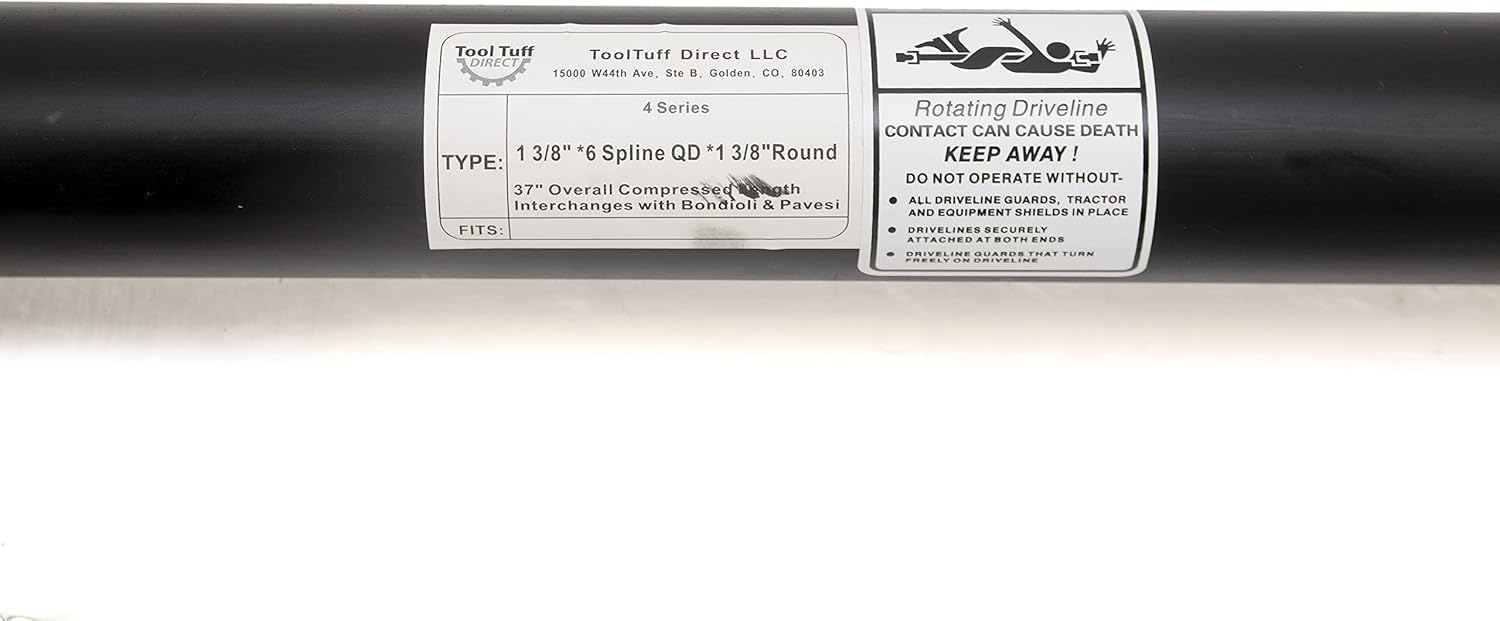 Tool Tuff
DIRECT
ToolTuff Direct LLC
15000 W44th Ave, Ste B, Golden, CO, 80403
4 Series
TYPE:
1 3/8" *6 Spline QD *1 3/8"Round
37" Overall Compressed Length
Interchanges with Bondioli & Pavesi
FITS:
Rotating Driveline
CONTACT CAN CAUSE DEATH
KEEP AWAY !
DO NOT OPERATE WITHOUT-
• ALL DRIVELINE GUARDS, TRACTOR
AND EQUIPMENT SHIELDS IN PLACE
• DRIVELINES SECURELY
ATTACHED AT BOTH ENDS
• DRIVELINE GUARDS THAT TURN
FREELY ON DRIVELINE